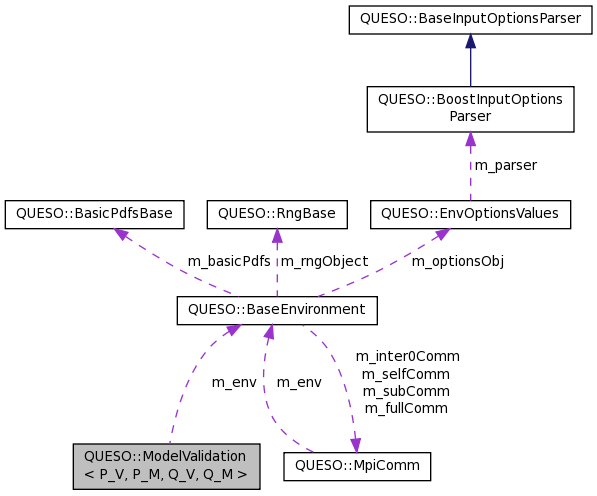 QUESO::BaseInputOptionsParser
QUESO::BoostInputOptions
Parser
m_parser
QUESO::BasicPdfsBase
QUESO::RngBase
QUESO::EnvOptionsValues
m_basicPdfs
m_rngObject
m_optionsObj
QUESO::BaseEnvironment
m_env
m_env
m_inter0Comm
m_selfComm
m_subComm
m_fullComm
QUESO::ModelValidation
< P_V, P_M, Q_V, Q_M >
QUESO::MpiComm